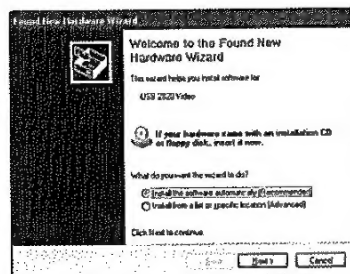 Found New Hardware Wizard
Welcome to the Found New
Hardware Wizard
This wizard helps you install software for:
USB 2820 Video
If your hardware came with an installation CD
or floppy disk, insert it now.
What do you want the wizard to do?
Install the software automatically (Recommended)
Install from a list or specific location (Advanced)
Click Next to continue.
Next >
Cancel